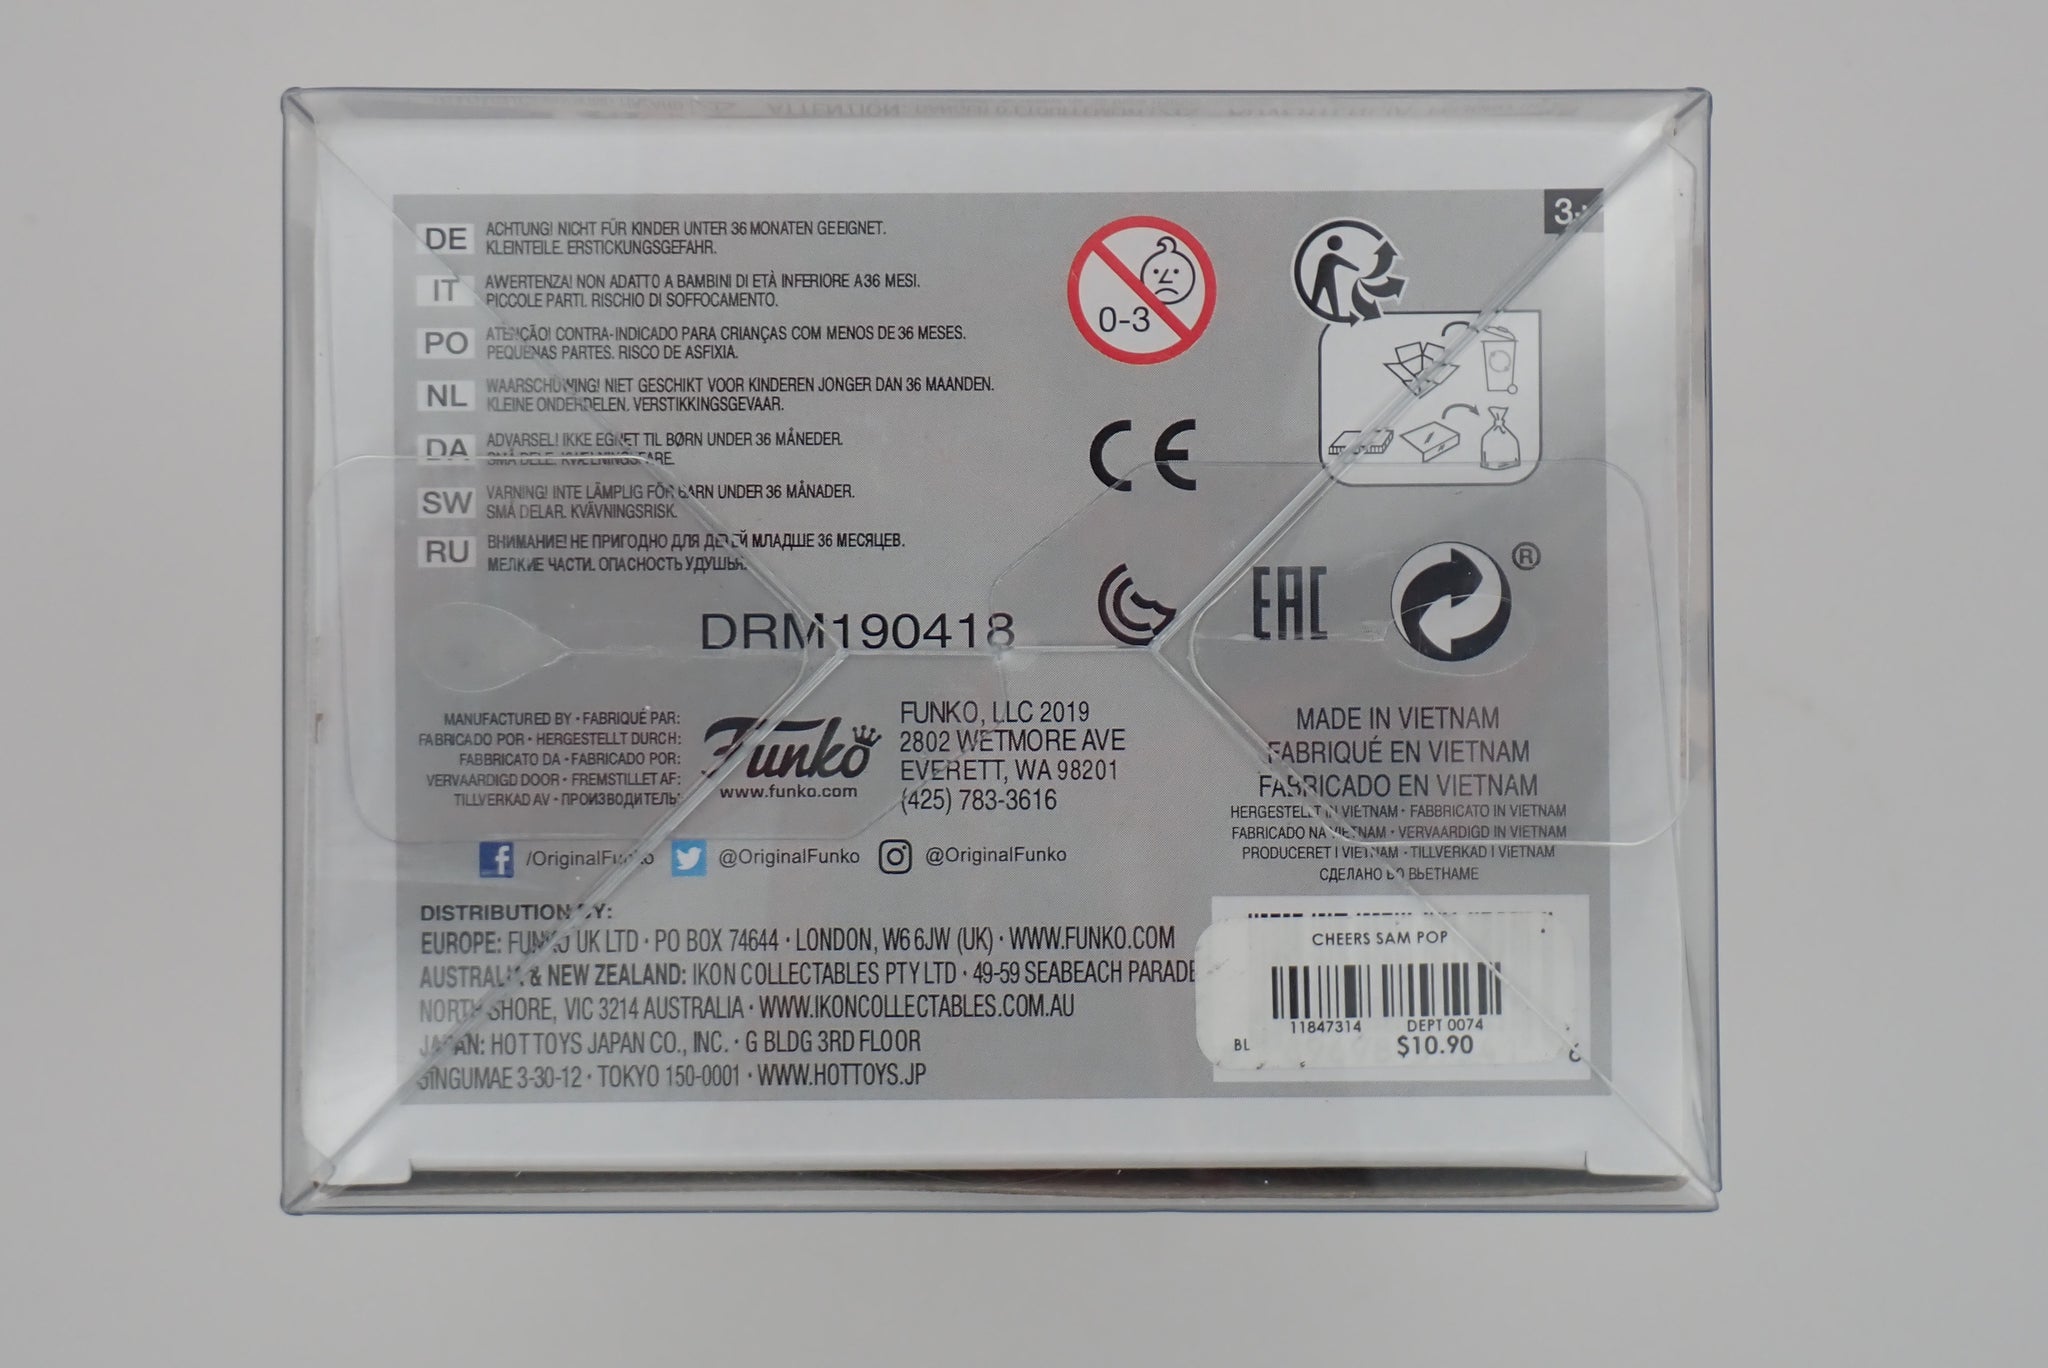 3+
DE
ACHTUNG! NICHT FÜR KINDER UNTER 36 MONATEN GEEIGNET.
KLEINTEILE. ERSTICKUNGSGEFAHR.
IT
AWERTENZA! NON ADATTO A BAMBINI DI ETÀ INFERIORE A 36 MESI.
PICCOLE PARTI. RISCHIO DI SOFFOCAMENTO.
PO
ATENÇÃO! CONTRA-INDICADO PARA CRIANÇAS COM MENOS DE 36 MESES.
PEQUENAS PARTES. RISCO DE ASFIXIA.
NL
WAARSCHUWING! NIET GESCHIKT VOOR KINDEREN JONGER DAN 36 MAANDEN.
KLEINE ONDERDELEN. VERSTIKKINGSGEVAAR.
DA
ADVARSEL! IKKE EGNET TIL BØRN UNDER 36 MÅNEDER.
SMÅ DELE. KVÆLNINGSFARE.
SW
VARNING! INTE LÄMPLIG FÖR BARN UNDER 36 MÅNADER.
SMÅ DELAR. KVÄVNINGSRISK.
RU
ВНИМАНИЕ! НЕ ПРИГОДНО ДЛЯ ДЕТЕЙ МЛАДШЕ 36 МЕСЯЦЕВ.
МЕЛКИЕ ЧАСТИ. ОПАСНОСТЬ УДУШЬЯ.
0-3
CE
EAC
®
DRM190418
MANUFACTURED BY • FABRIQUÉ PAR:
FABRICADO POR • HERGESTELLT DURCH:
FABBRICATO DA • FABRICADO POR:
VERVAARDIGD DOOR • FREMSTILLET AF:
TILLVERKAD AV • ПРОИЗВОДИТЕЛЬ:
Funko
www.funko.com
FUNKO, LLC 2019
2802 WETMORE AVE
EVERETT, WA 98201
(425) 783-3616
MADE IN VIETNAM
FABRIQUÉ EN VIETNAM
FABRICADO EN VIETNAM
HERGESTELLT IN VIETNAM • FABBRICATO IN VIETNAM
FABRICADO NA VIETNAM • VERVAARDIGD IN VIETNAM
PRODUCERET I VIETNAM • TILLVERKAD I VIETNAM
СДЕЛАНО ВО ВЬЕТНАМЕ
/OriginalFunko @OriginalFunko @OriginalFunko
DISTRIBUTION BY:
EUROPE: FUNKO UK LTD • PO BOX 74644 • LONDON, W6 6JW (UK) • WWW.FUNKO.COM
AUSTRALIA & NEW ZEALAND: IKON COLLECTABLES PTY LTD • 49-59 SEABEACH PARADE
NORTH SHORE, VIC 3214 AUSTRALIA • WWW.IKONCOLLECTABLES.COM.AU
JAPAN: HOT TOYS JAPAN CO., INC. • G BLDG 3RD FLOOR
SINGUMAE 3-30-12 • TOKYO 150-0001 • WWW.HOTTOYS.JP
CHEERS SAM POP
11847314 DEPT 0074
BL $10.90